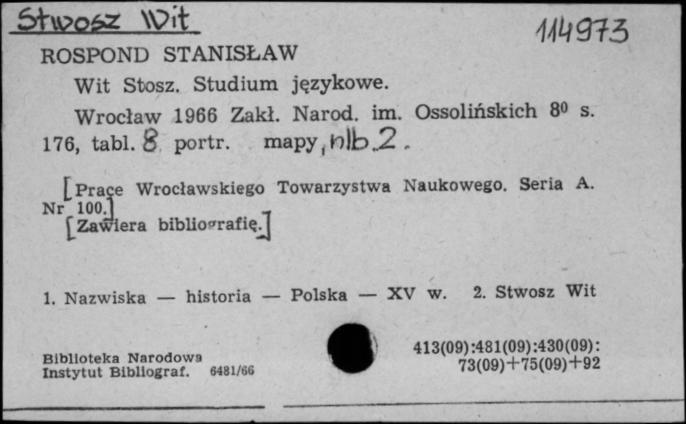 Stwosz Wit
114973
ROSPOND STANISŁAW
Wit Stosz. Studium językowe.
Wrocław 1966 Zakł. Narod. im. Ossolińskich 8⁰ s.
176, tabl. 8 portr. mapy, nlb. 2.
[Prace Wrocławskiego Towarzystwa Naukowego. Seria A.
Nr 100.]
[Zawiera bibliografię.]
1. Nazwiska — historia — Polska — XV w. 2. Stwosz Wit
Biblioteka Narodowa
Instytut Bibliograf. 6481/66
413(09):481(09):430(09):
73(09)+75(09)+92